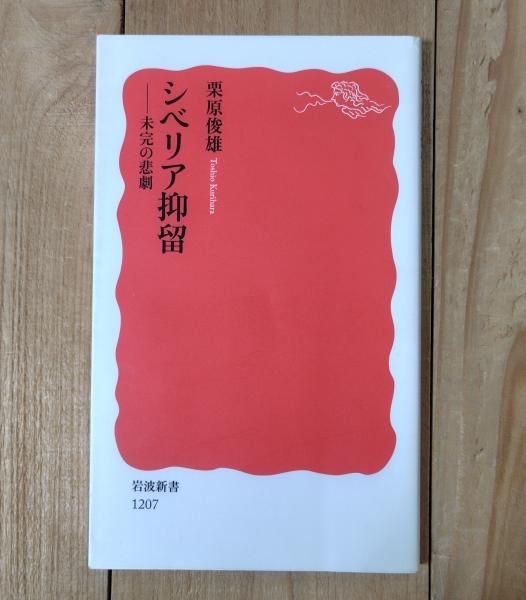 栗原俊雄
Toshio Kurihara
シベリア抑留
──未完の悲劇
岩波新書
1207